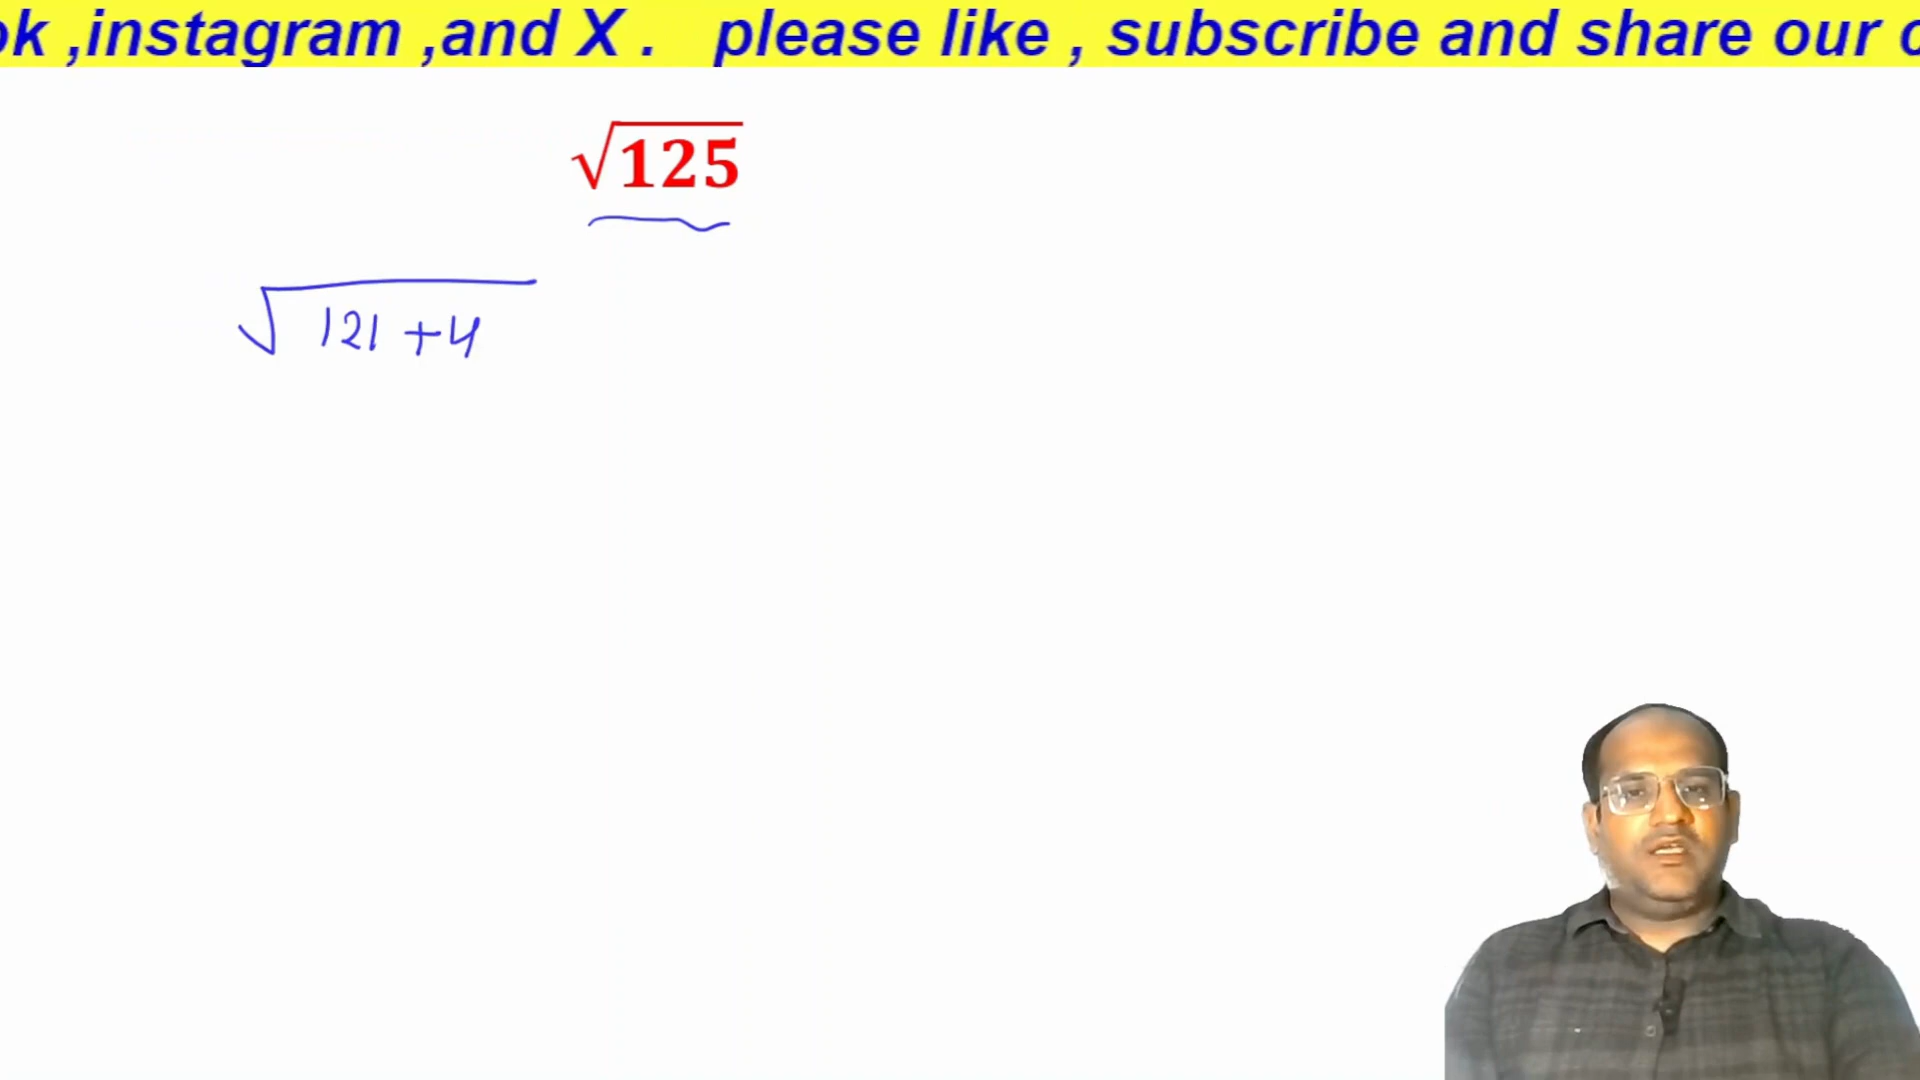 ok ,instagram ,and X . please like , subscribe and share our
√125
√121+4